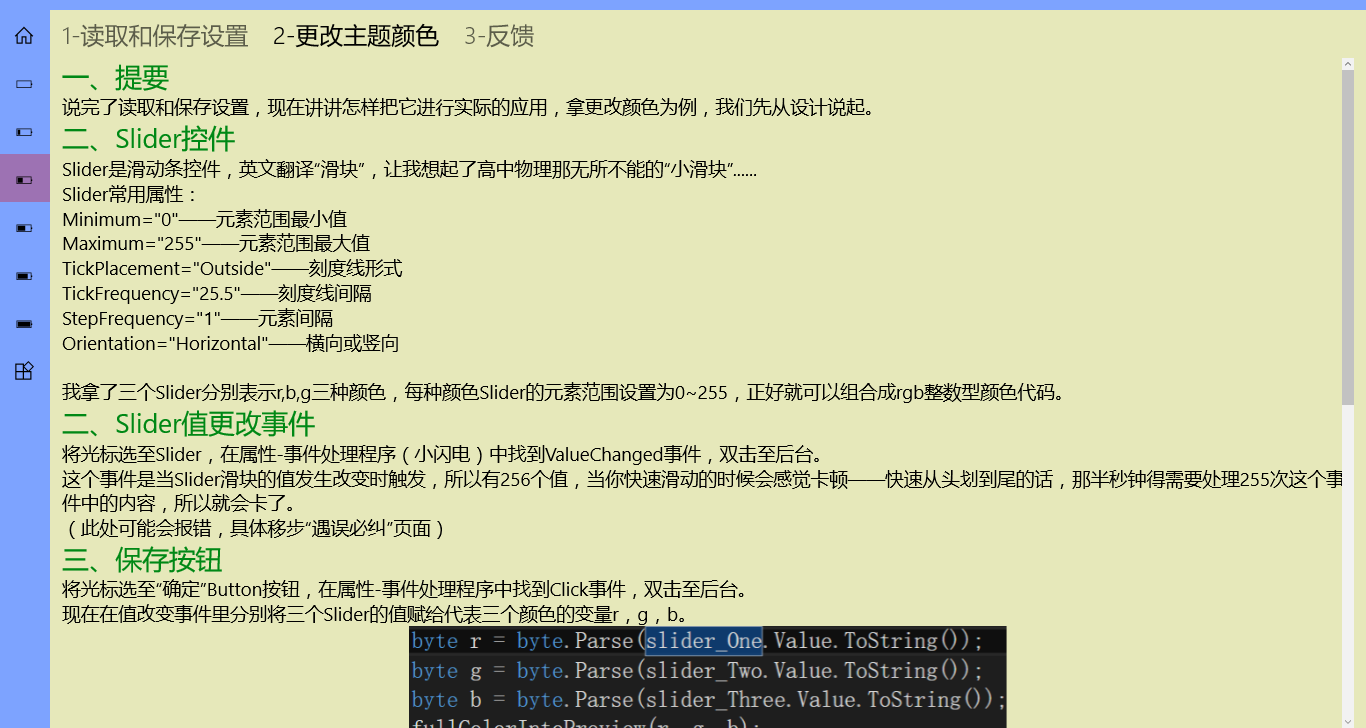 1-读取和保存设置 2-更改主题颜色 3-反馈
一、提要
说完了读取和保存设置，现在讲讲怎样把它进行实际的应用，拿更改颜色为例，我们先从设计说起。
二、Slider控件
Slider是滑动条控件，英文翻译“滑块”，让我想起了高中物理那无所不能的“小滑块”......
Slider常用属性：
Minimum="0"——元素范围最小值
Maximum="255"——元素范围最大值
TickPlacement="Outside"——刻度线形式
TickFrequency="25.5"——刻度线间隔
StepFrequency="1"——元素间隔
Orientation="Horizontal"——横向或竖向
我拿了三个Slider分别表示r,b,g三种颜色，每种颜色Slider的元素范围设置为0~255，正好就可以组合成rgb整数型颜色代码。
二、Slider值更改事件
将光标选至Slider，在属性-事件处理程序（小闪电）中找到ValueChanged事件，双击至后台。
这个事件是当Slider滑块的值发生改变时触发，所以有256个值，当你快速滑动的时候会感觉卡顿——快速从头划到尾的话，那半秒钟得需要处理255次这个事
件中的内容，所以就会卡了。
（此处可能会报错，具体移步“遇误必纠”页面）
三、保存按钮
将光标选至“确定”Button按钮，在属性-事件处理程序中找到Click事件，双击至后台。
现在在值改变事件里分别将三个Slider的值赋给代表三个颜色的变量r，g，b。
byte r = byte.Parse(slider_One.Value.ToString());
byte g = byte.Parse(slider_Two.Value.ToString());
byte b = byte.Parse(slider_Three.Value.ToString());
fullColorIntoPreview(r, g, b);